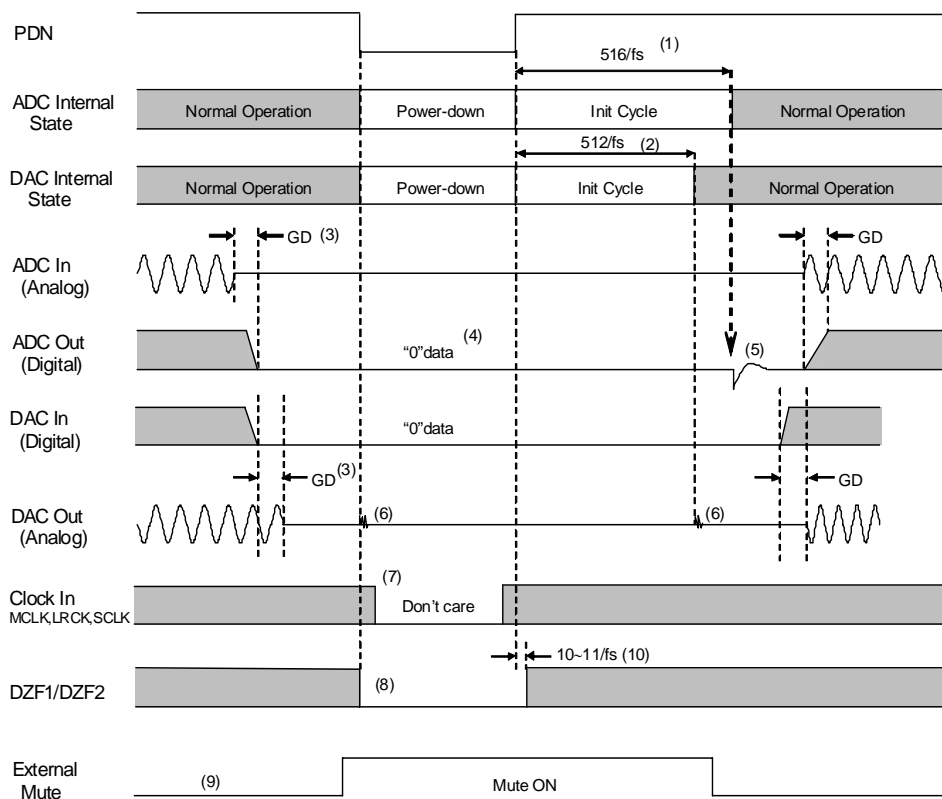 PDN
516/fs (1)
ADC Internal State
Normal Operation Power-down Init Cycle Normal Operation
512/fs (2)
DAC Internal State
Normal Operation Power-down Init Cycle Normal Operation
GD (3) GD
ADC In (Analog)
ADC Out (Digital)
“0”data (4) (5)
DAC In (Digital)
“0”data
GD (3) GD
DAC Out (Analog)
(6) (6)
Clock In
MCLK,LRCK,SCLK
(7) Don’t care
10~11/fs (10)
DZF1/DZF2
(8)
External Mute
(9) Mute ON